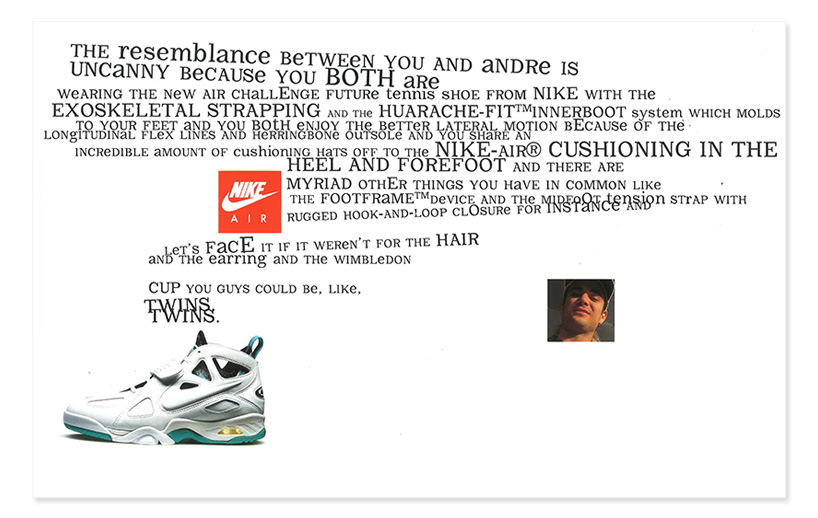 THE resemblance BeTWEeN YOU AND aNDRe IS
UNCaNNY BeCAUSe YOU BOTH aRe
WeARING THe NeW AIR CHaLLEnGE FUTURe tennis SHOE FROM NIKE WITH THe
EXOSKELETAL STRAPPING AND THe HUARACHE-FIT™INNERBOOT system WHICH MOLDS
TO YOUR FEET aND YOU BOtH eNJOY THe BeTTER LATERAL MOTION BEcAUSe OF THe
LONGITUDINAL FLEX LINES AND HeRRINGBONe OUTSOLe AND YOU SHARE AN
INCReDIBLE aMOUNT OF cushioning HATS OFF TO THe NIKE-AIR® CUSHIONING IN THE
HEEL AND FOREFOOT AND THERE ARE
MYRIAD OTHEr THINGS YOU HAVE IN COMMON LIKe
THE FOOTFRaME™DeVICE AND THE MIDFOOT tension STRAP WITH
RUGGED HOOK-AND-LOOP CLOsURe FOR INSTaNCe AND
LeT'S FacE IT IF IT WEREN'T FOR THE HAIR
aND THe earring AND THe WIMBLeDON
CUP YOU GUYS COULD Be, LIKe,
TWINS.
TWINS.
NIKE
AIR